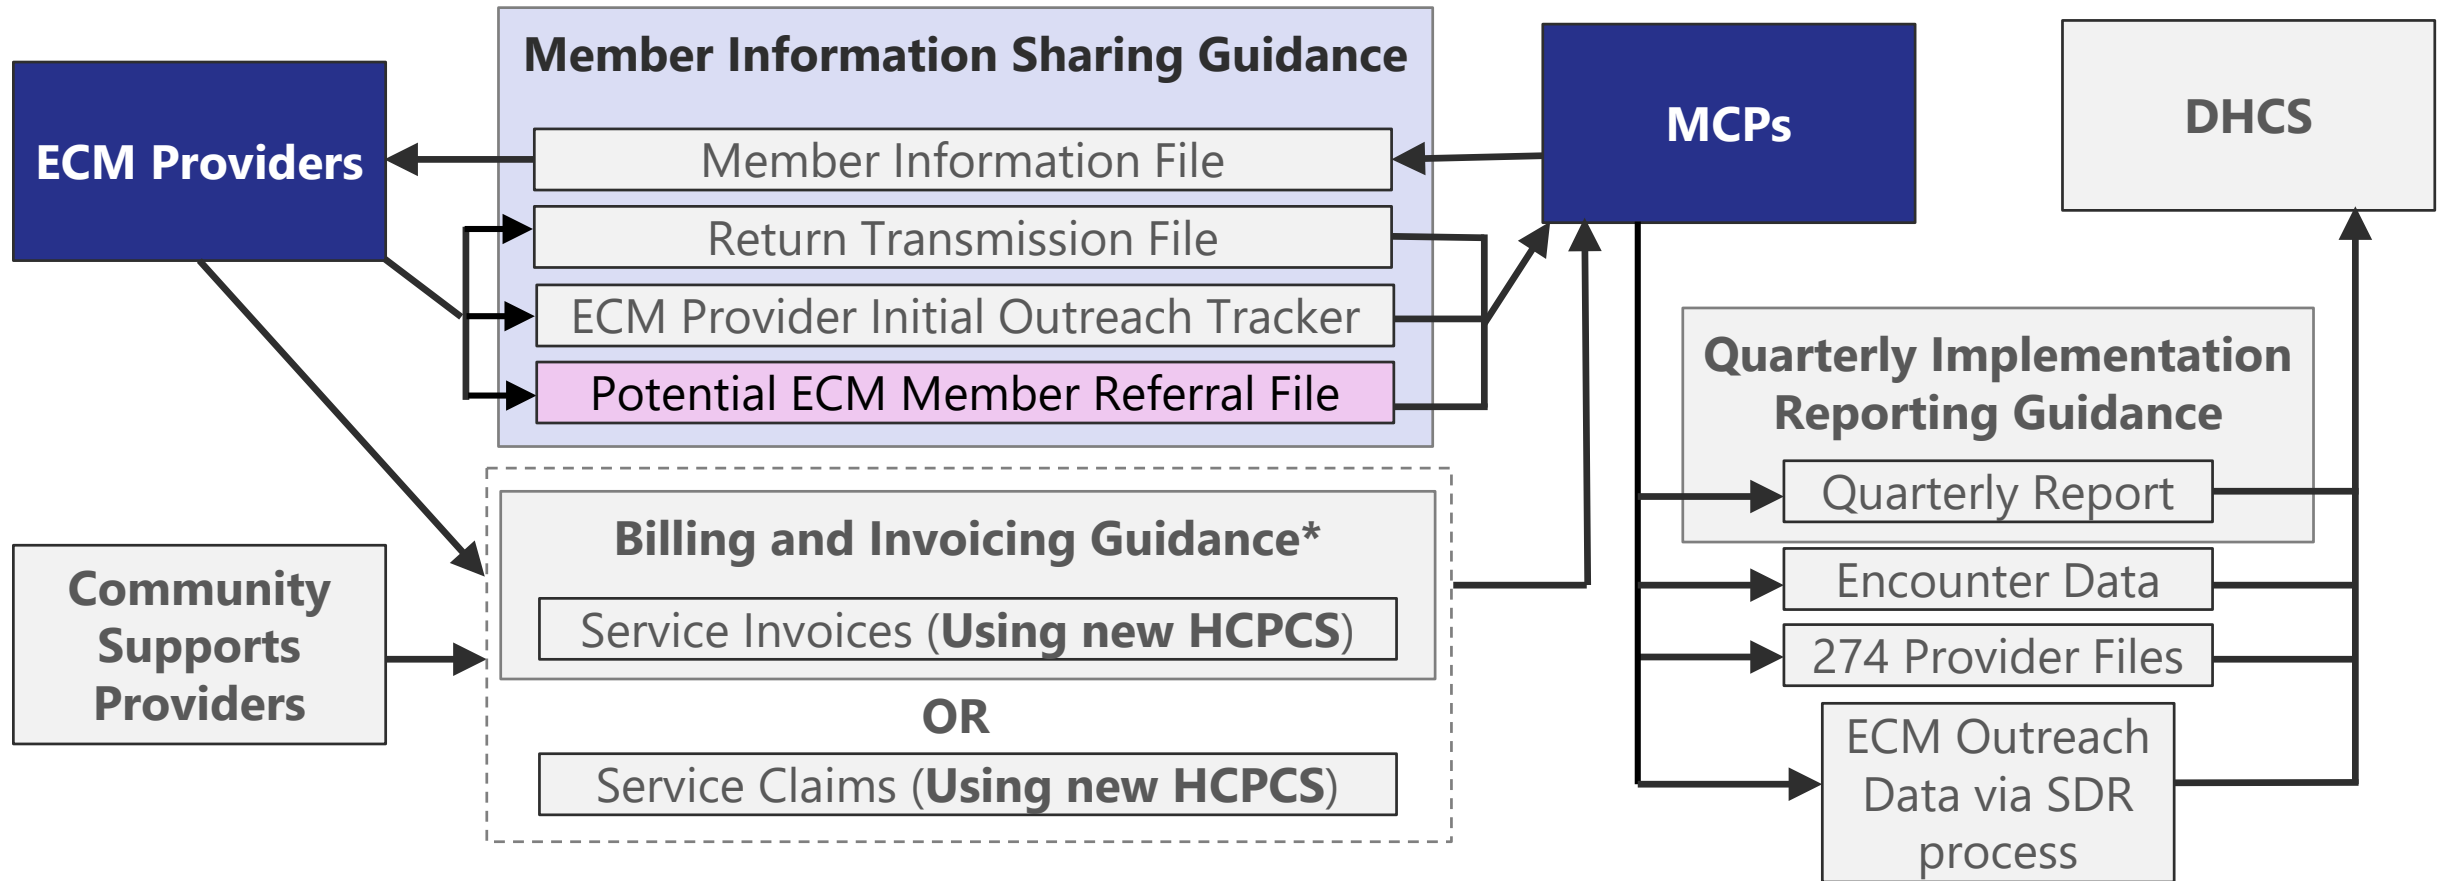 Member Information Sharing Guidance
ECM Providers
Member Information File
Return Transmission File
ECM Provider Initial Outreach Tracker
Potential ECM Member Referral File
MCPs
DHCS
Quarterly Implementation
Reporting Guidance
Quarterly Report
Encounter Data
274 Provider Files
ECM Outreach
Data via SDR
process
Community
Supports
Providers
Billing and Invoicing Guidance*
Service Invoices (Using new HCPCS)
OR
Service Claims (Using new HCPCS)